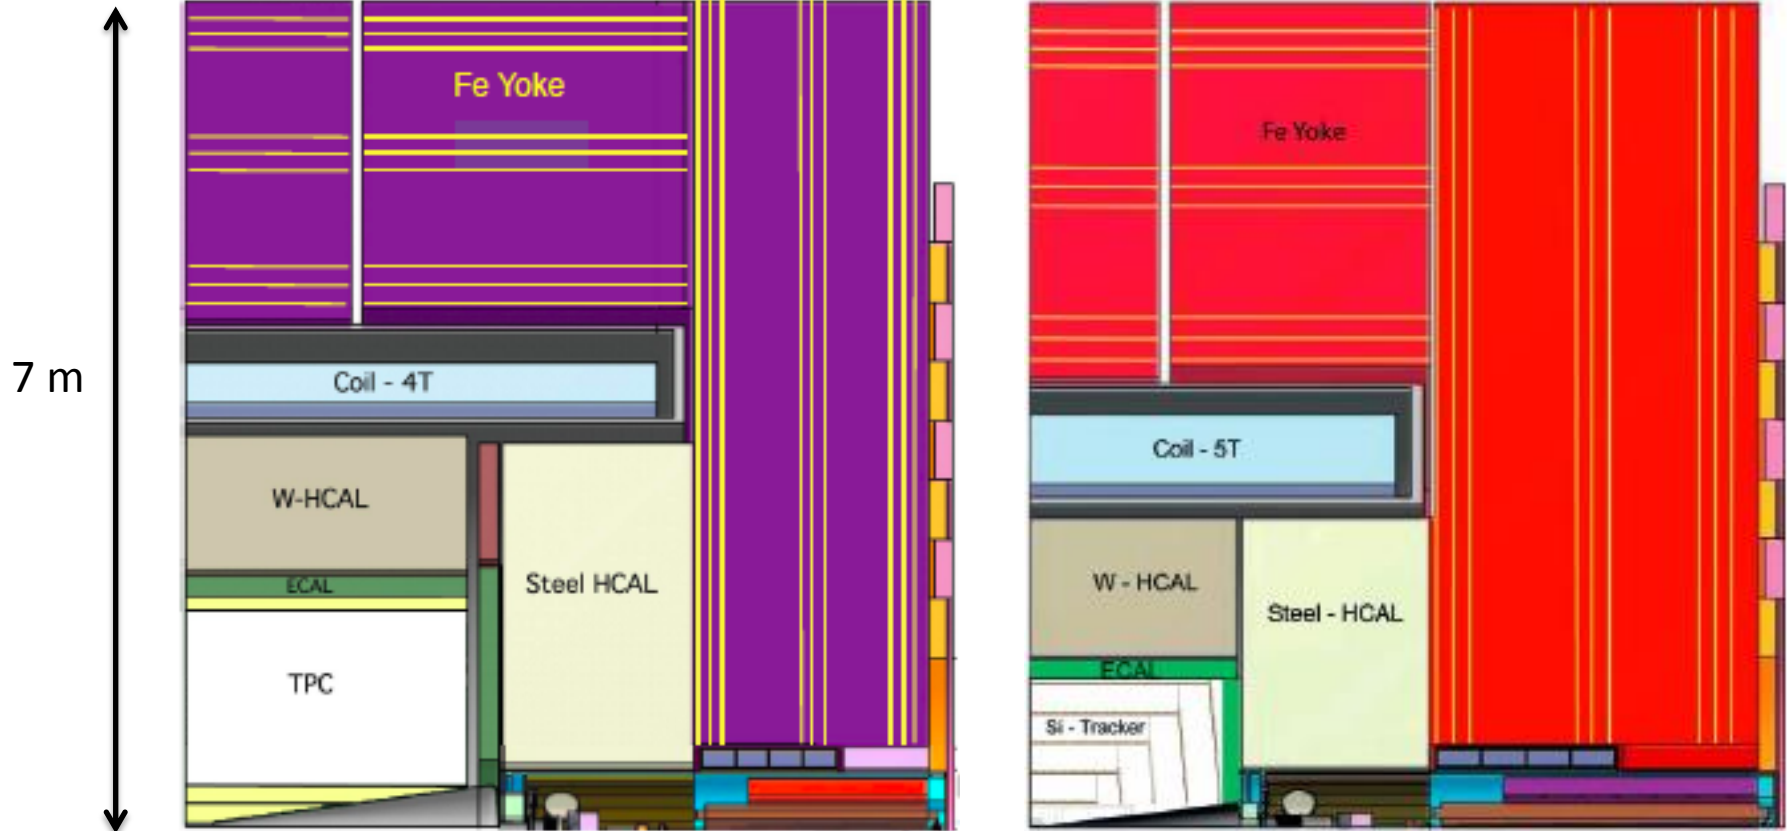 7 m
Fe Yoke
Coil - 4T
W-HCAL
ECAL
Steel HCAL
TPC
Fe Yoke
Coil - 5T
W - HCAL
Steel - HCAL
ECAL
Si - Tracker